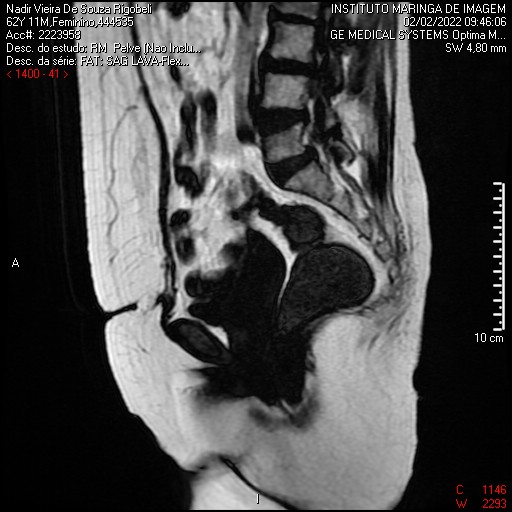 Nadir Vieira De Souza Rigobeli
62Y 11M,Feminino,444535
Acc#: 2223953
Desc. do estudo: RM Pelve (Nao Inclu...
Desc. da série: FAT: SAG LAVA-Flex...
< 1400 - 41 >
INSTITUTO MARINGA DE IMAGEM
02/02/2022 09:46:06
GE MEDICAL SYSTEMS Optima M...
SW 4,80 mm
A
10 cm
I
C 1146
W 2293